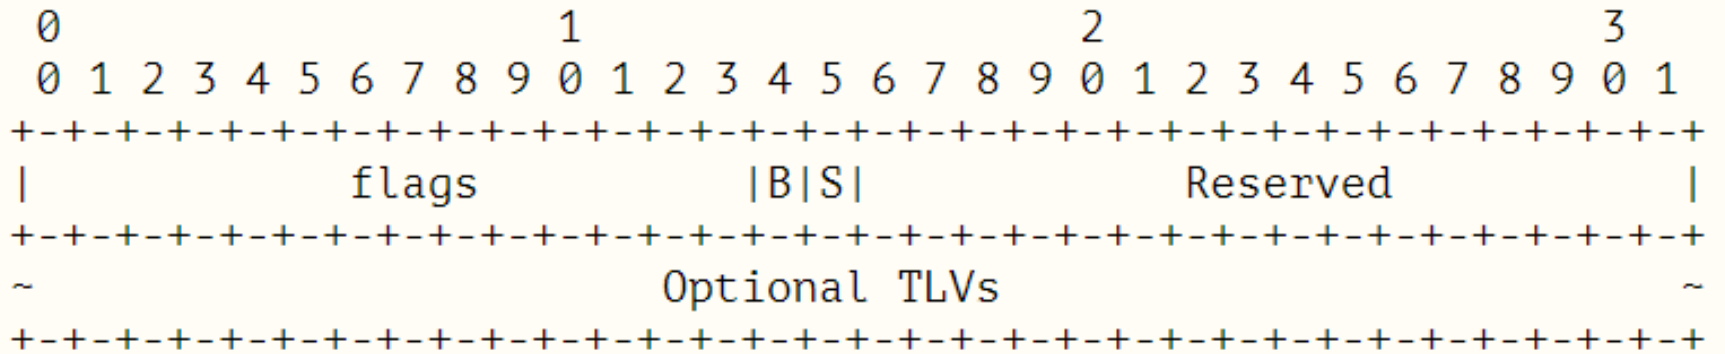 0                   1                   2                   3
 0 1 2 3 4 5 6 7 8 9 0 1 2 3 4 5 6 7 8 9 0 1 2 3 4 5 6 7 8 9 0 1
+-+-+-+-+-+-+-+-+-+-+-+-+-+-+-+-+-+-+-+-+-+-+-+-+-+-+-+-+-+-+-+-+
|            flags          |B|S|            Reserved           |
+-+-+-+-+-+-+-+-+-+-+-+-+-+-+-+-+-+-+-+-+-+-+-+-+-+-+-+-+-+-+-+-+
~                        Optional TLVs                          ~
+-+-+-+-+-+-+-+-+-+-+-+-+-+-+-+-+-+-+-+-+-+-+-+-+-+-+-+-+-+-+-+-+